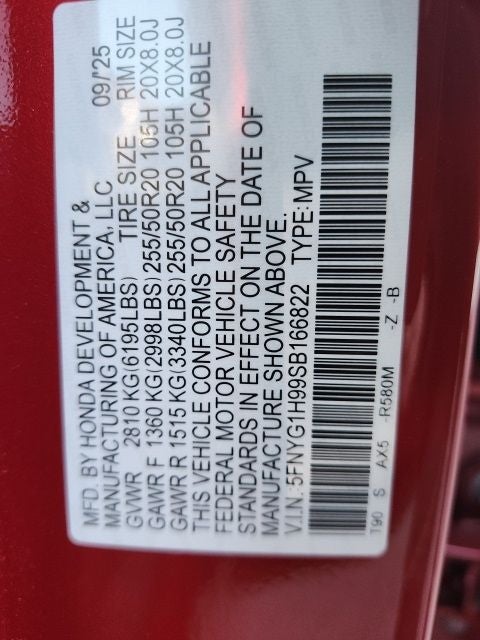 MFD. BY HONDA DEVELOPMENT &
MANUFACTURING OF AMERICA, LLC 09/'25
GVWR 2810 KG(6195LBS) TIRE SIZE RIM SIZE
GAWR F 1360 KG(2998LBS) 255/50R20 105H 20X8.0J
GAWR R 1515 KG(3340LBS) 255/50R20 105H 20X8.0J
THIS VEHICLE CONFORMS TO ALL APPLICABLE
FEDERAL MOTOR VEHICLE SAFETY
STANDARDS IN EFFECT ON THE DATE OF
MANUFACTURE SHOWN ABOVE.
V.I.N.:5FNYG1H99SB166822 TYPE:MPV
T90 S AX5 -R580M -Z -B